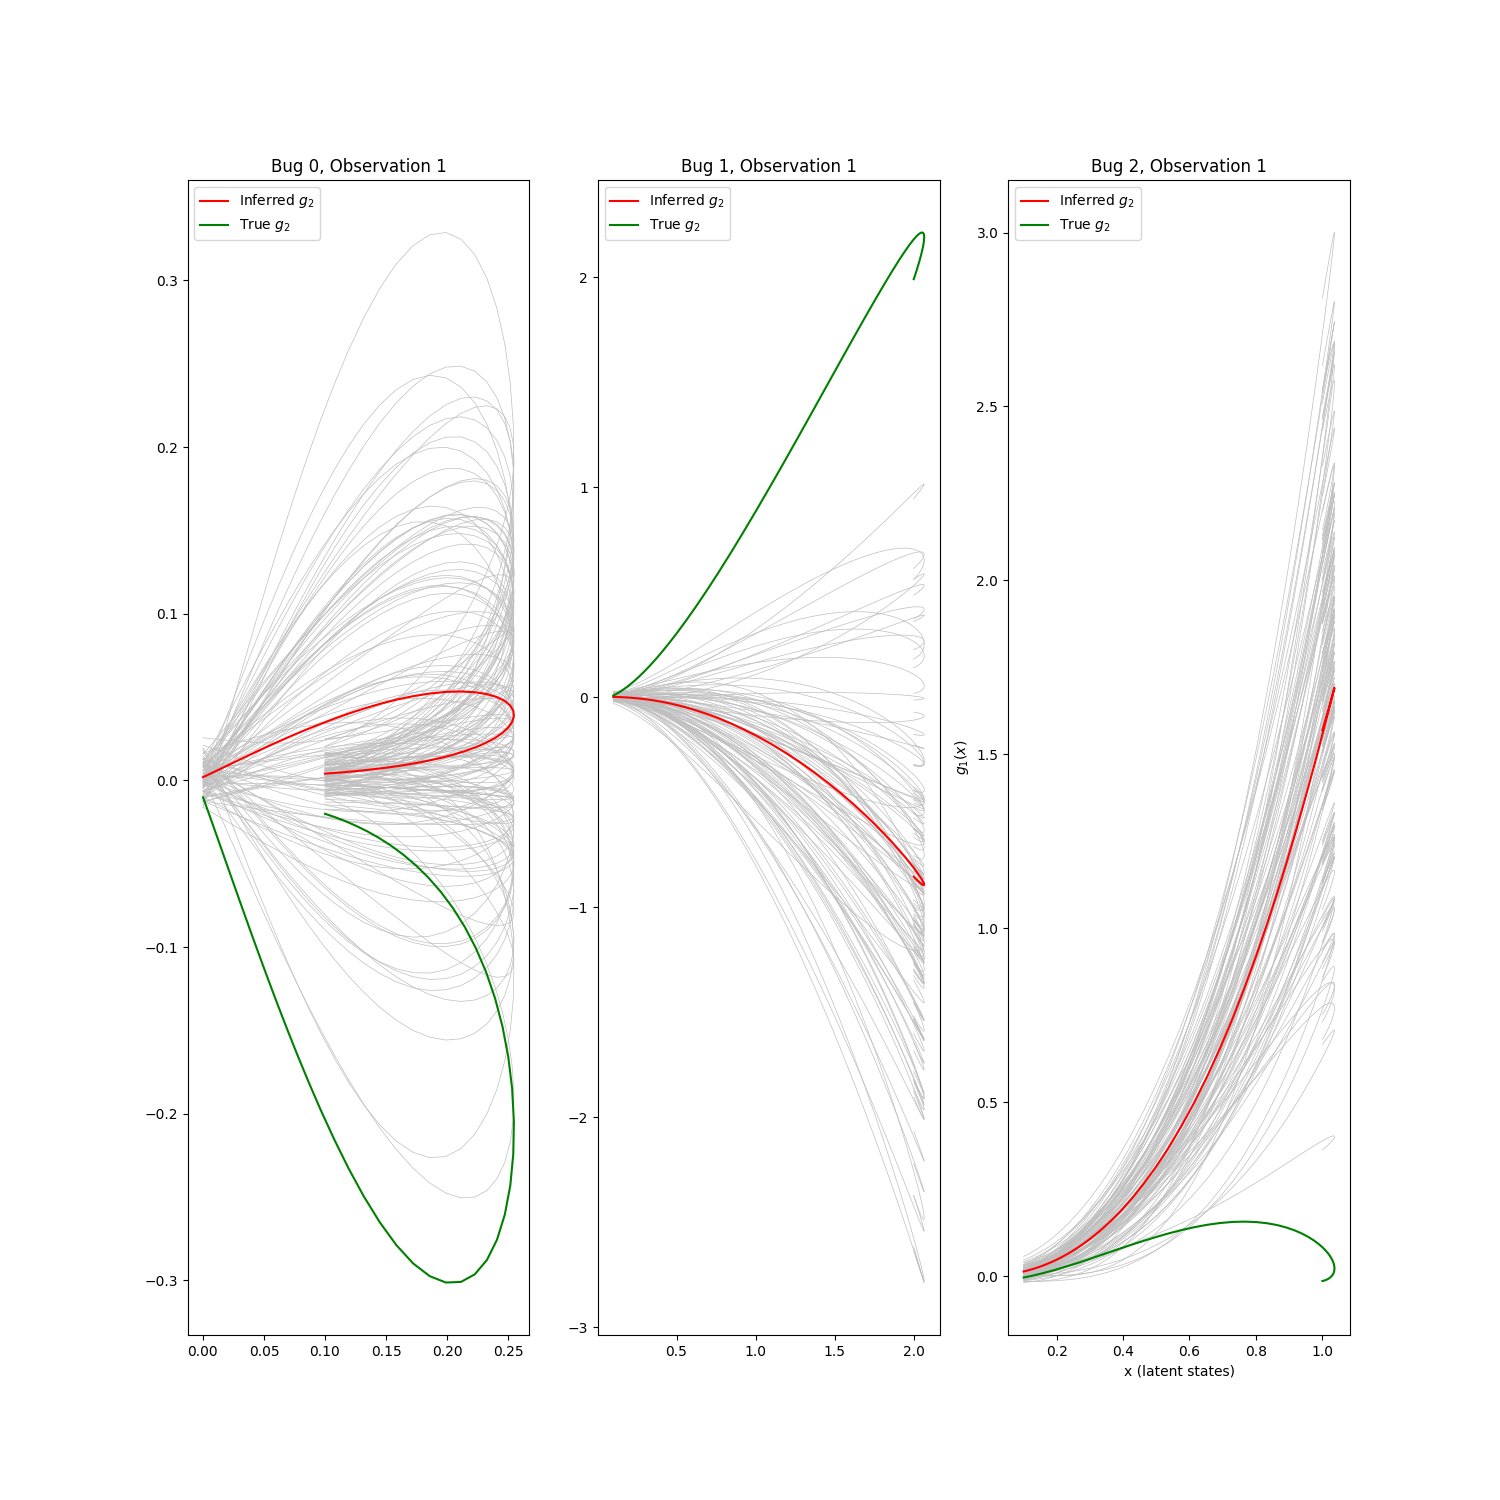 Bug 0, Observation 1
Inferred g₂
True g₂
0.3
0.2
0.1
0.0
−0.1
−0.2
−0.3
0.00 0.05 0.10 0.15 0.20 0.25
Bug 1, Observation 1
Inferred g₂
True g₂
2
1
0
−1
−2
−3
0.5 1.0 1.5 2.0
Bug 2, Observation 1
Inferred g₂
True g₂
g₁(x)
3.0
2.5
2.0
1.5
1.0
0.5
0.0
0.2 0.4 0.6 0.8 1.0
x (latent states)